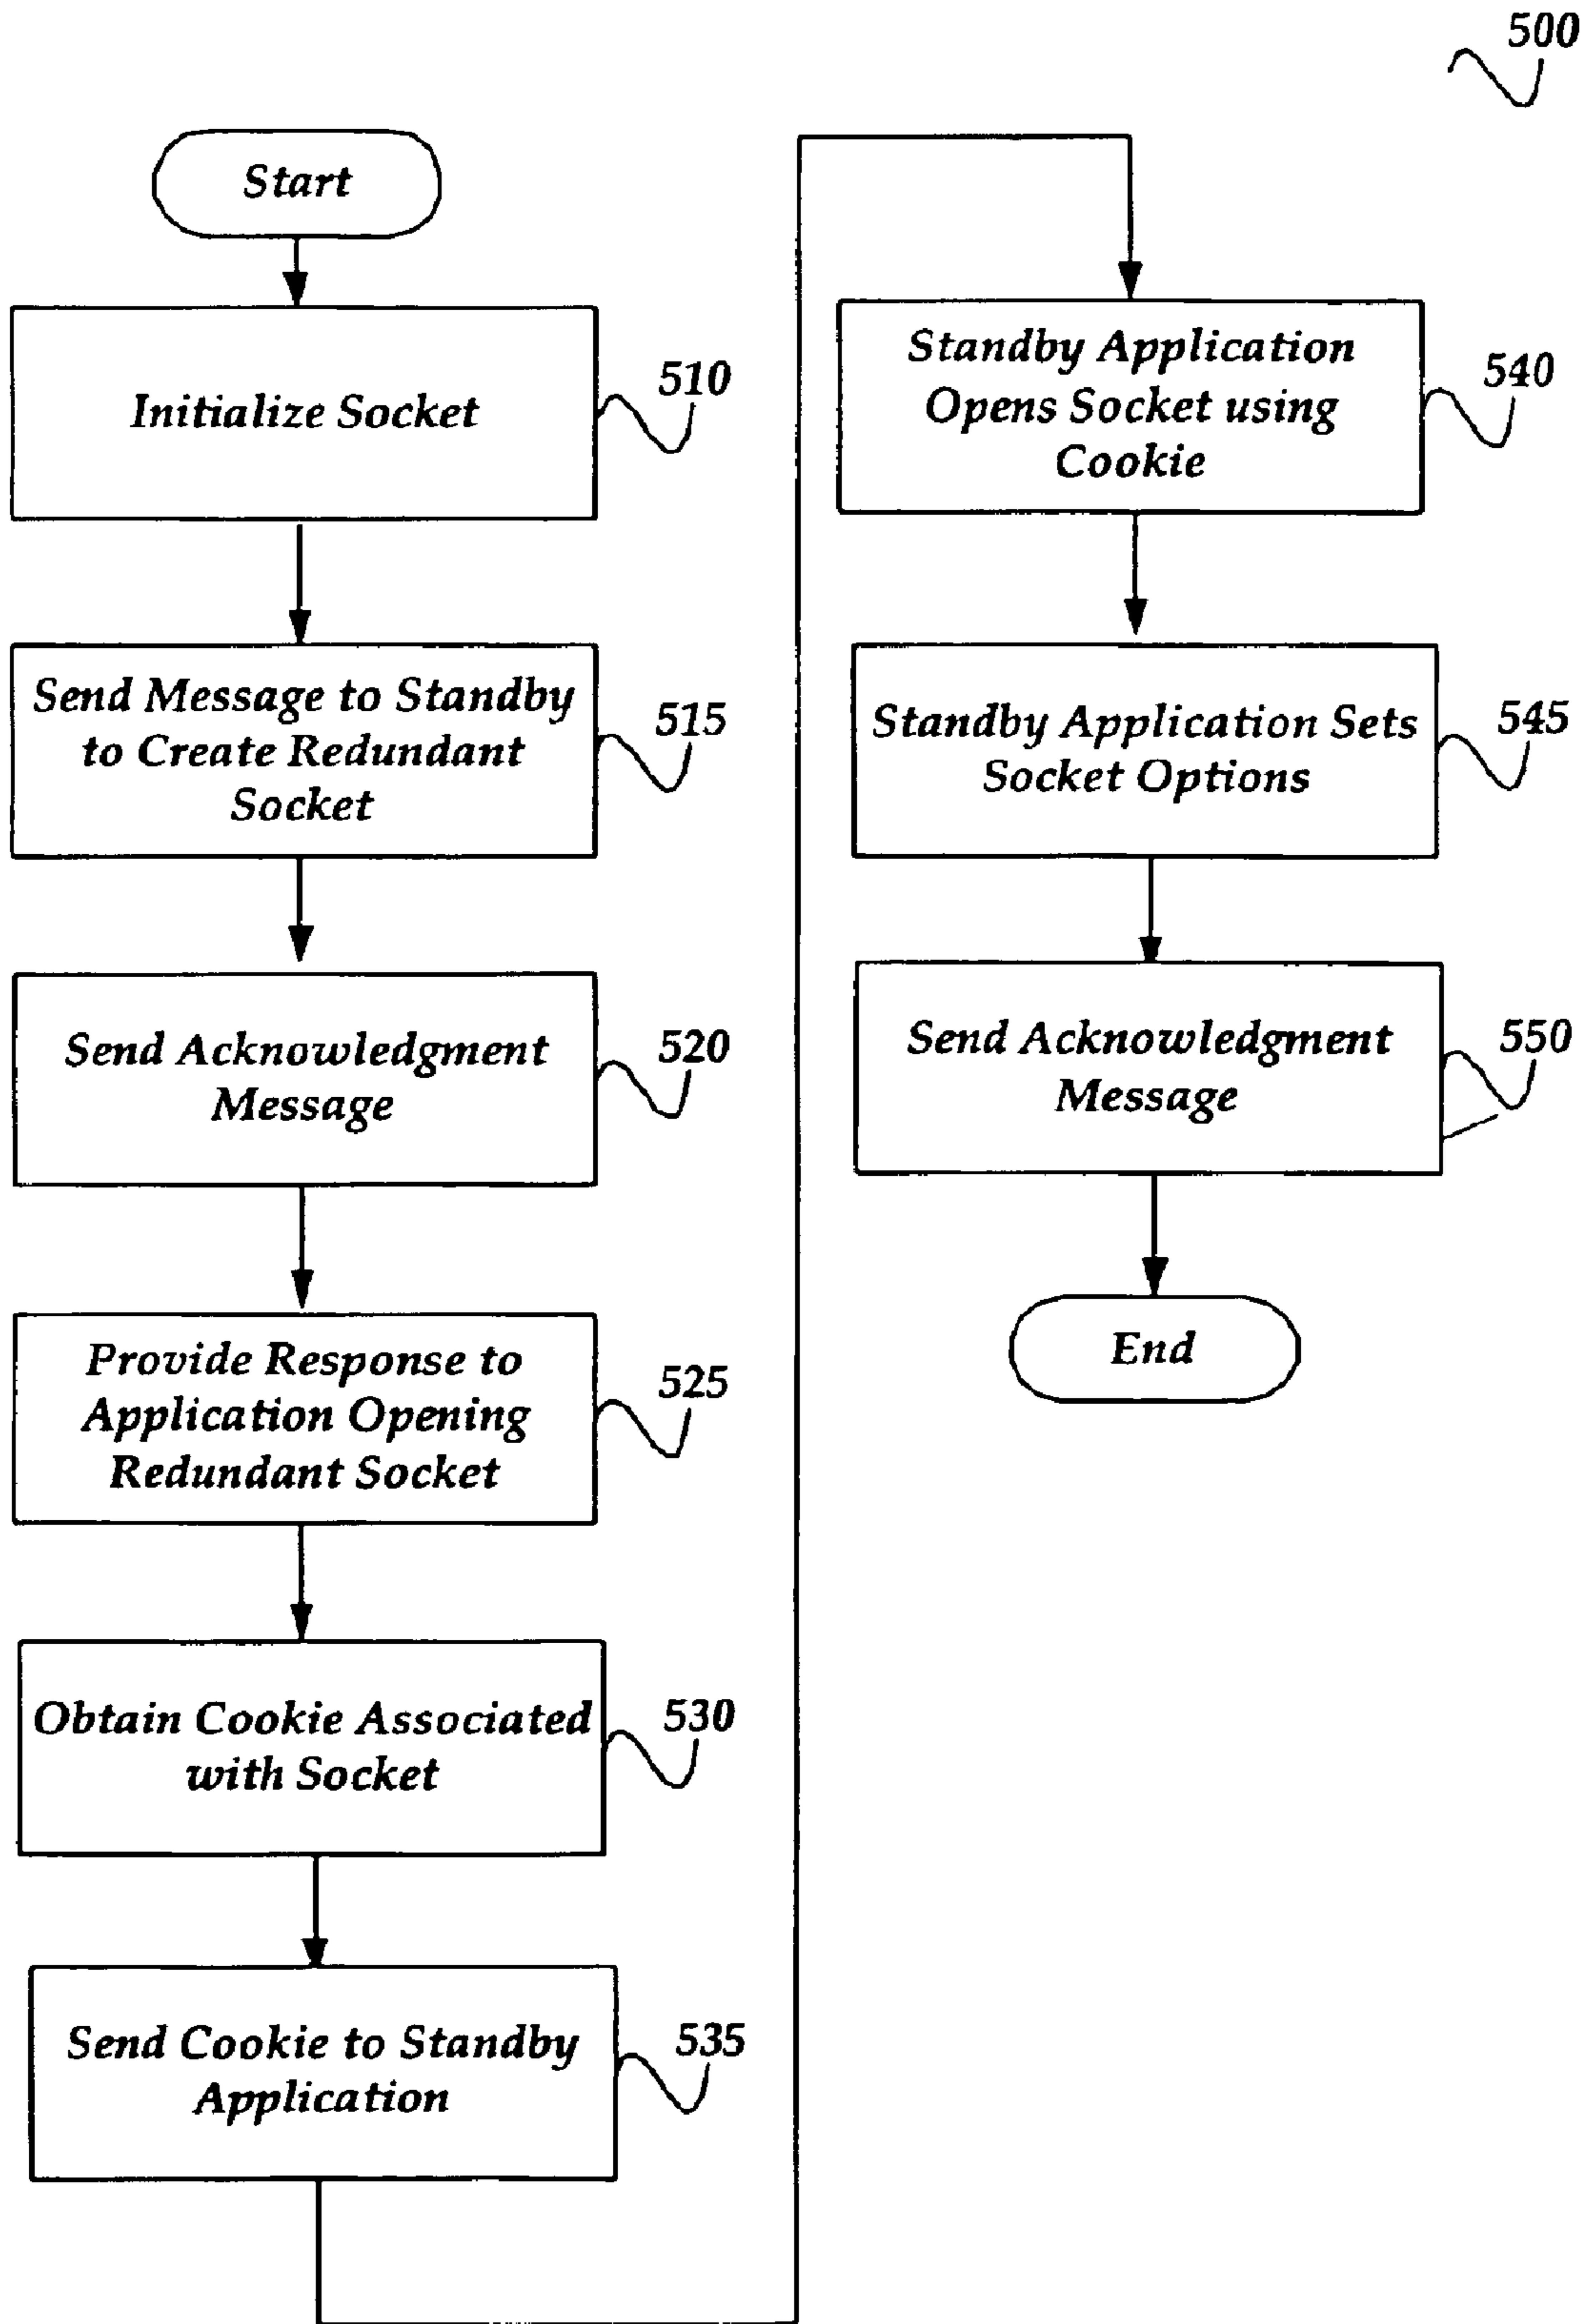 500
Start
Initialize Socket
510
Send Message to Standby
to Create Redundant
Socket
515
Send Acknowledgment
Message
520
Provide Response to
Application Opening
Redundant Socket
525
Obtain Cookie Associated
with Socket
530
Send Cookie to Standby
Application
535
Standby Application
Opens Socket using
Cookie
540
Standby Application Sets
Socket Options
545
Send Acknowledgment
Message
550
End